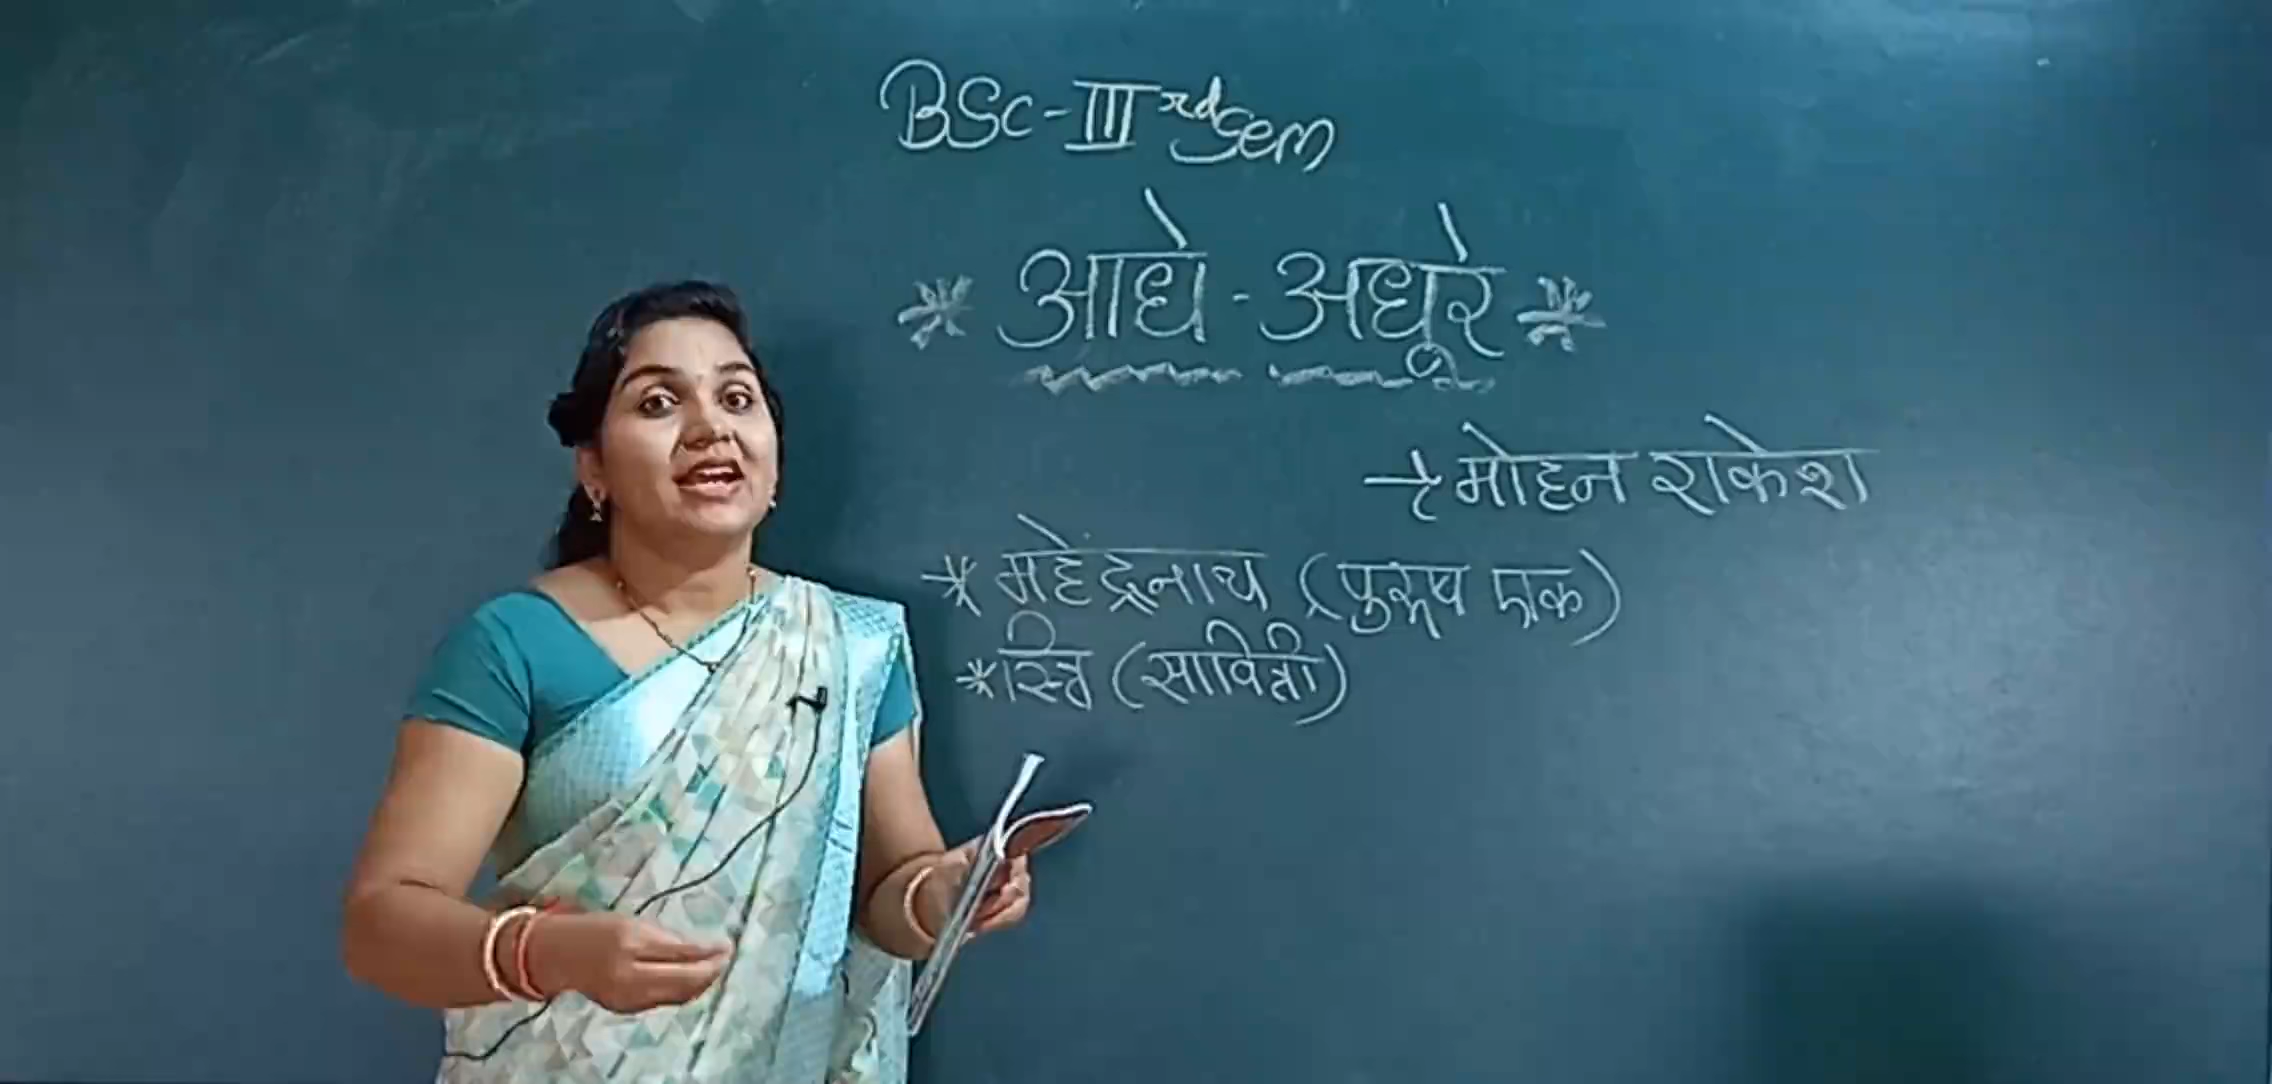 BSc-III rd Sem
* आधे - अधूरे *
→ मोहन राकेश
* महेंद्रनाथ (पुरूष एक)
* स्त्रि (सावित्री)